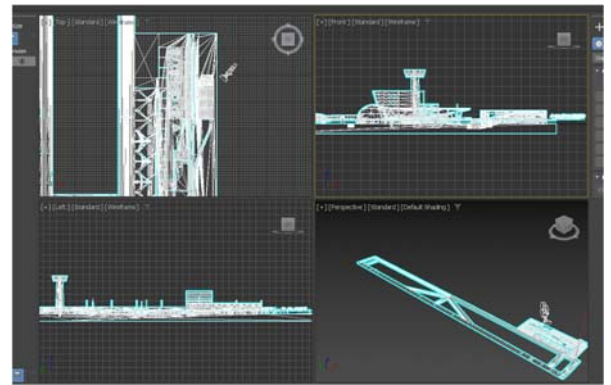 [+] [Top] [Standard] [Wireframe]
[+] [Front] [Standard] [Wireframe]
[+] [Left] [Standard] [Wireframe]
[+] [Perspective] [Standard] [Default Shading]